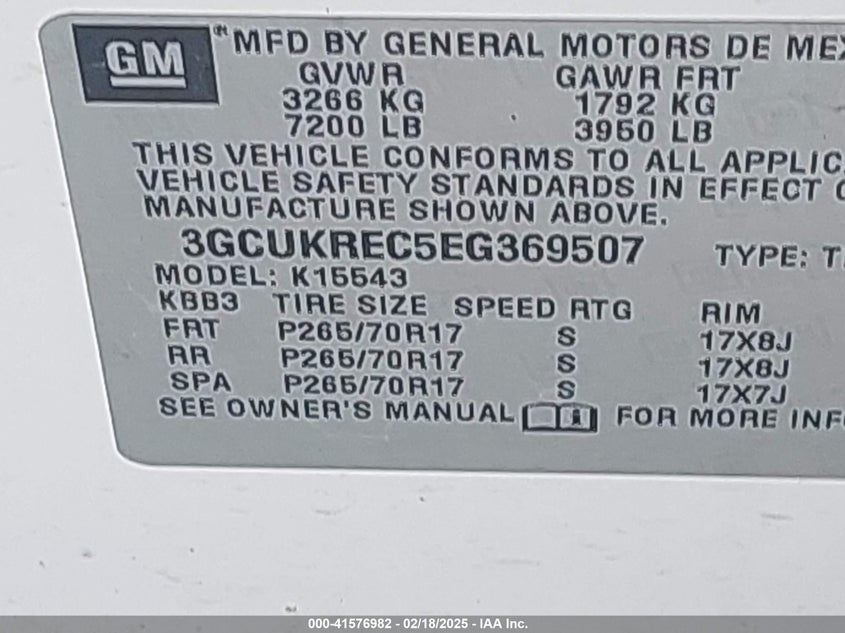 GM
® MFD BY GENERAL MOTORS DE
GVWR GAWR FRT
3266 KG 1792 KG
7200 LB 3950 LB
THIS VEHICLE CONFORMS TO ALL APPLIC
VEHICLE SAFETY STANDARDS IN EFFECT
MANUFACTURE SHOWN ABOVE.
3GCUKREC5EG369507 TYPE: T
MODEL: K15543
KBB3 TIRE SIZE SPEED RTG RIM
FRT P265/70R17 S 17X8J
RR P265/70R17 S 17X8J
SPA P265/70R17 S 17X7J
SEE OWNER'S MANUAL FOR MORE INF
000-41576982 - 02/18/2025 - IAA Inc.